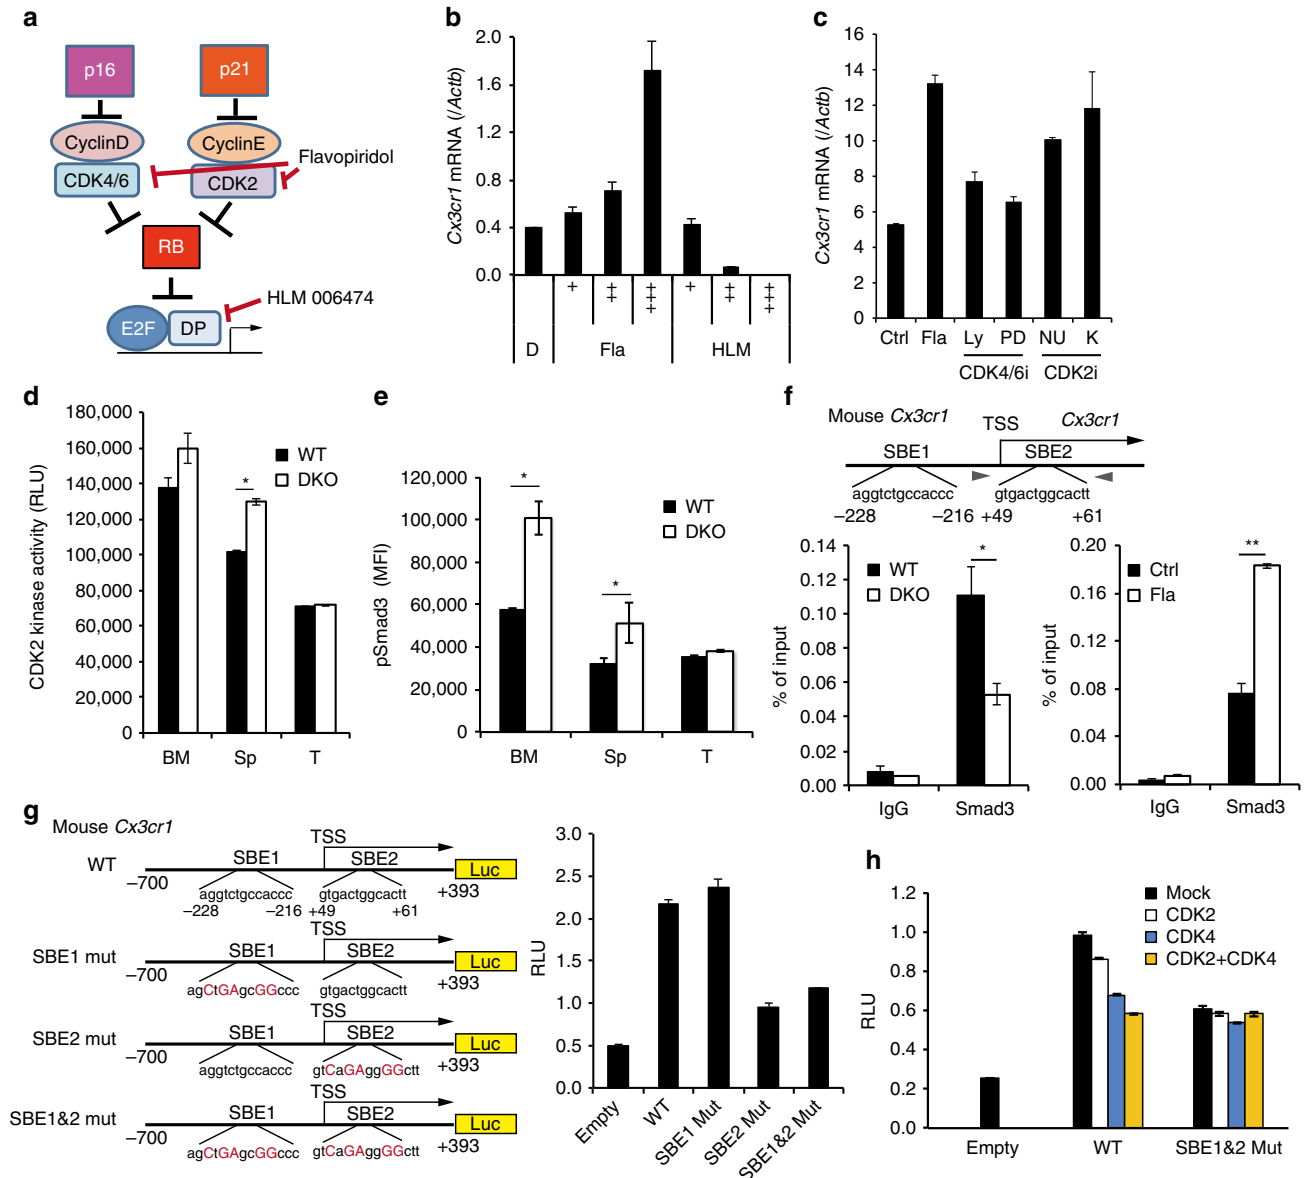 a
p16
p21
CyclinD
CyclinE
Flavopiridol
CDK4/6
CDK2
RB
HLM 006474
E2F
DP
b
Cx3cr1 mRNA (/Actb)
2.0
1.6
1.2
0.8
0.4
0.0
+
++
+++
+
++
+++
D
Fla
HLM
c
Cx3cr1 mRNA (/Actb)
16
14
12
10
8
6
4
2
0
Ctrl
Fla
Ly
PD
NU
K
CDK4/6i
CDK2i
d
CDK2 kinase activity (RLU)
180,000
160,000
140,000
120,000
100,000
80,000
60,000
40,000
20,000
0
WT
DKO
*
BM
Sp
T
e
pSmad3 (MFI)
120,000
100,000
80,000
60,000
40,000
20,000
0
WT
DKO
*
*
BM
Sp
T
f
Mouse Cx3cr1
TSS
Cx3cr1
SBE1
SBE2
aggtctgccaccc
gtgactggcactt
–228
–216
+49
+61
% of input
0.14
0.12
0.10
0.08
0.06
0.04
0.02
0.00
WT
DKO
*
IgG
Smad3
% of input
0.20
0.16
0.12
0.08
0.04
0.00
Ctrl
Fla
**
IgG
Smad3
g
Mouse Cx3cr1
WT
TSS
SBE1
SBE2
Luc
–700
+393
aggtctgccaccc
gtgactggcactt
–228
–216
+49
+61
SBE1 mut
TSS
SBE1
SBE2
Luc
–700
+393
agCtGAgcGGccc
gtgactggcactt
SBE2 mut
TSS
SBE1
SBE2
Luc
–700
+393
aggtctgccaccc
gtCaGAggGGctt
SBE1&2 mut
TSS
SBE1
SBE2
Luc
–700
+393
agCtGAgcGGccc
gtCaGAggGGctt
RLU
3.0
2.5
2.0
1.5
1.0
0.5
0.0
Empty
WT
SBE1 Mut
SBE2 Mut
SBE1&2 Mut
h
RLU
1.2
1.0
0.8
0.6
0.4
0.2
0.0
Mock
CDK2
CDK4
CDK2+CDK4
Empty
WT
SBE1&2 Mut